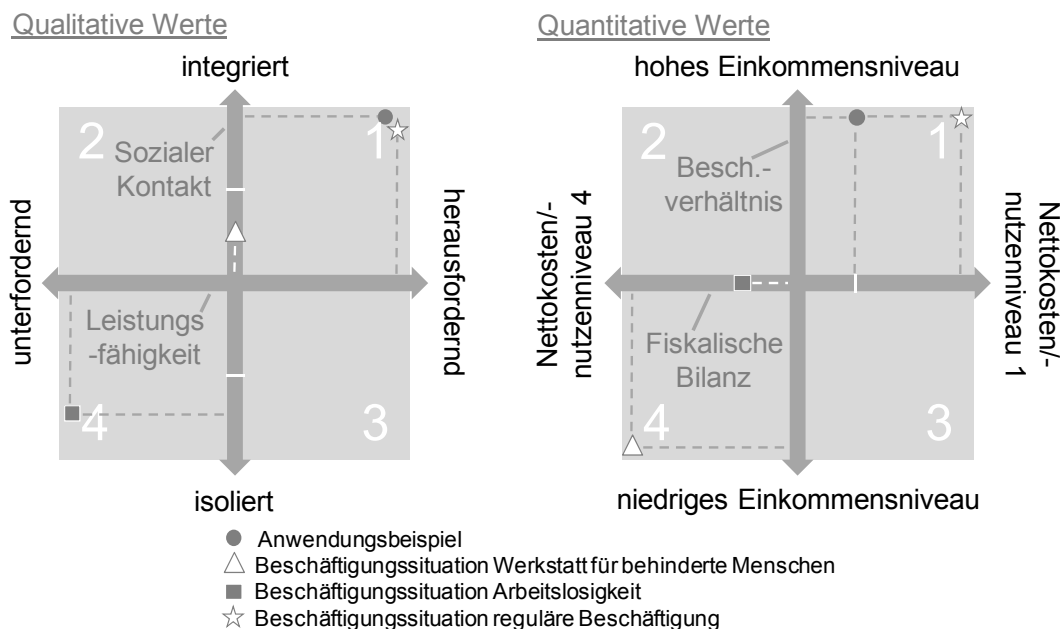 Qualitative Werte
integriert
2
1
Sozialer
Kontakt
unterfordernd
herausfordernd
Leistungs
-fähigkeit
4
3
isoliert
Quantitative Werte
hohes Einkommensniveau
2
1
Besch.-
verhältnis
Nettokosten/-
nutzenniveau 4
Nettokosten/-
nutzenniveau 1
Fiskalische
Bilanz
4
3
niedriges Einkommensniveau
Anwendungsbeispiel
Beschäftigungssituation Werkstatt für behinderte Menschen
Beschäftigungssituation Arbeitslosigkeit
Beschäftigungssituation reguläre Beschäftigung